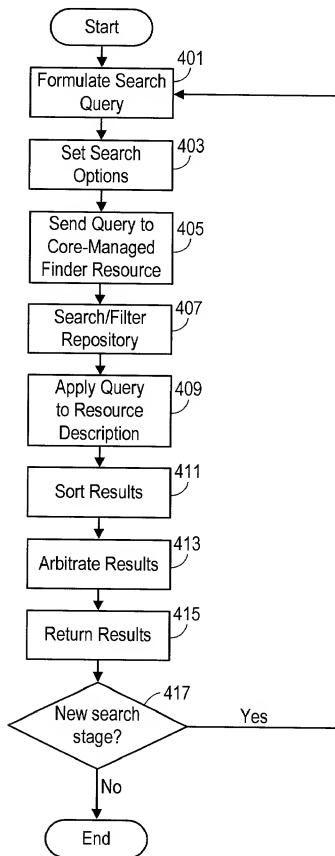 Start
401
Formulate Search
Query
403
Set Search
Options
Send Query to
Core-Managed
Finder Resource
405
407
Search/Filter
Repository
Apply Query
to Resource
Description
409
411
Sort Results
413
Arbitrate Results
415
Return Results
417
New search
stage?
Yes
No
End